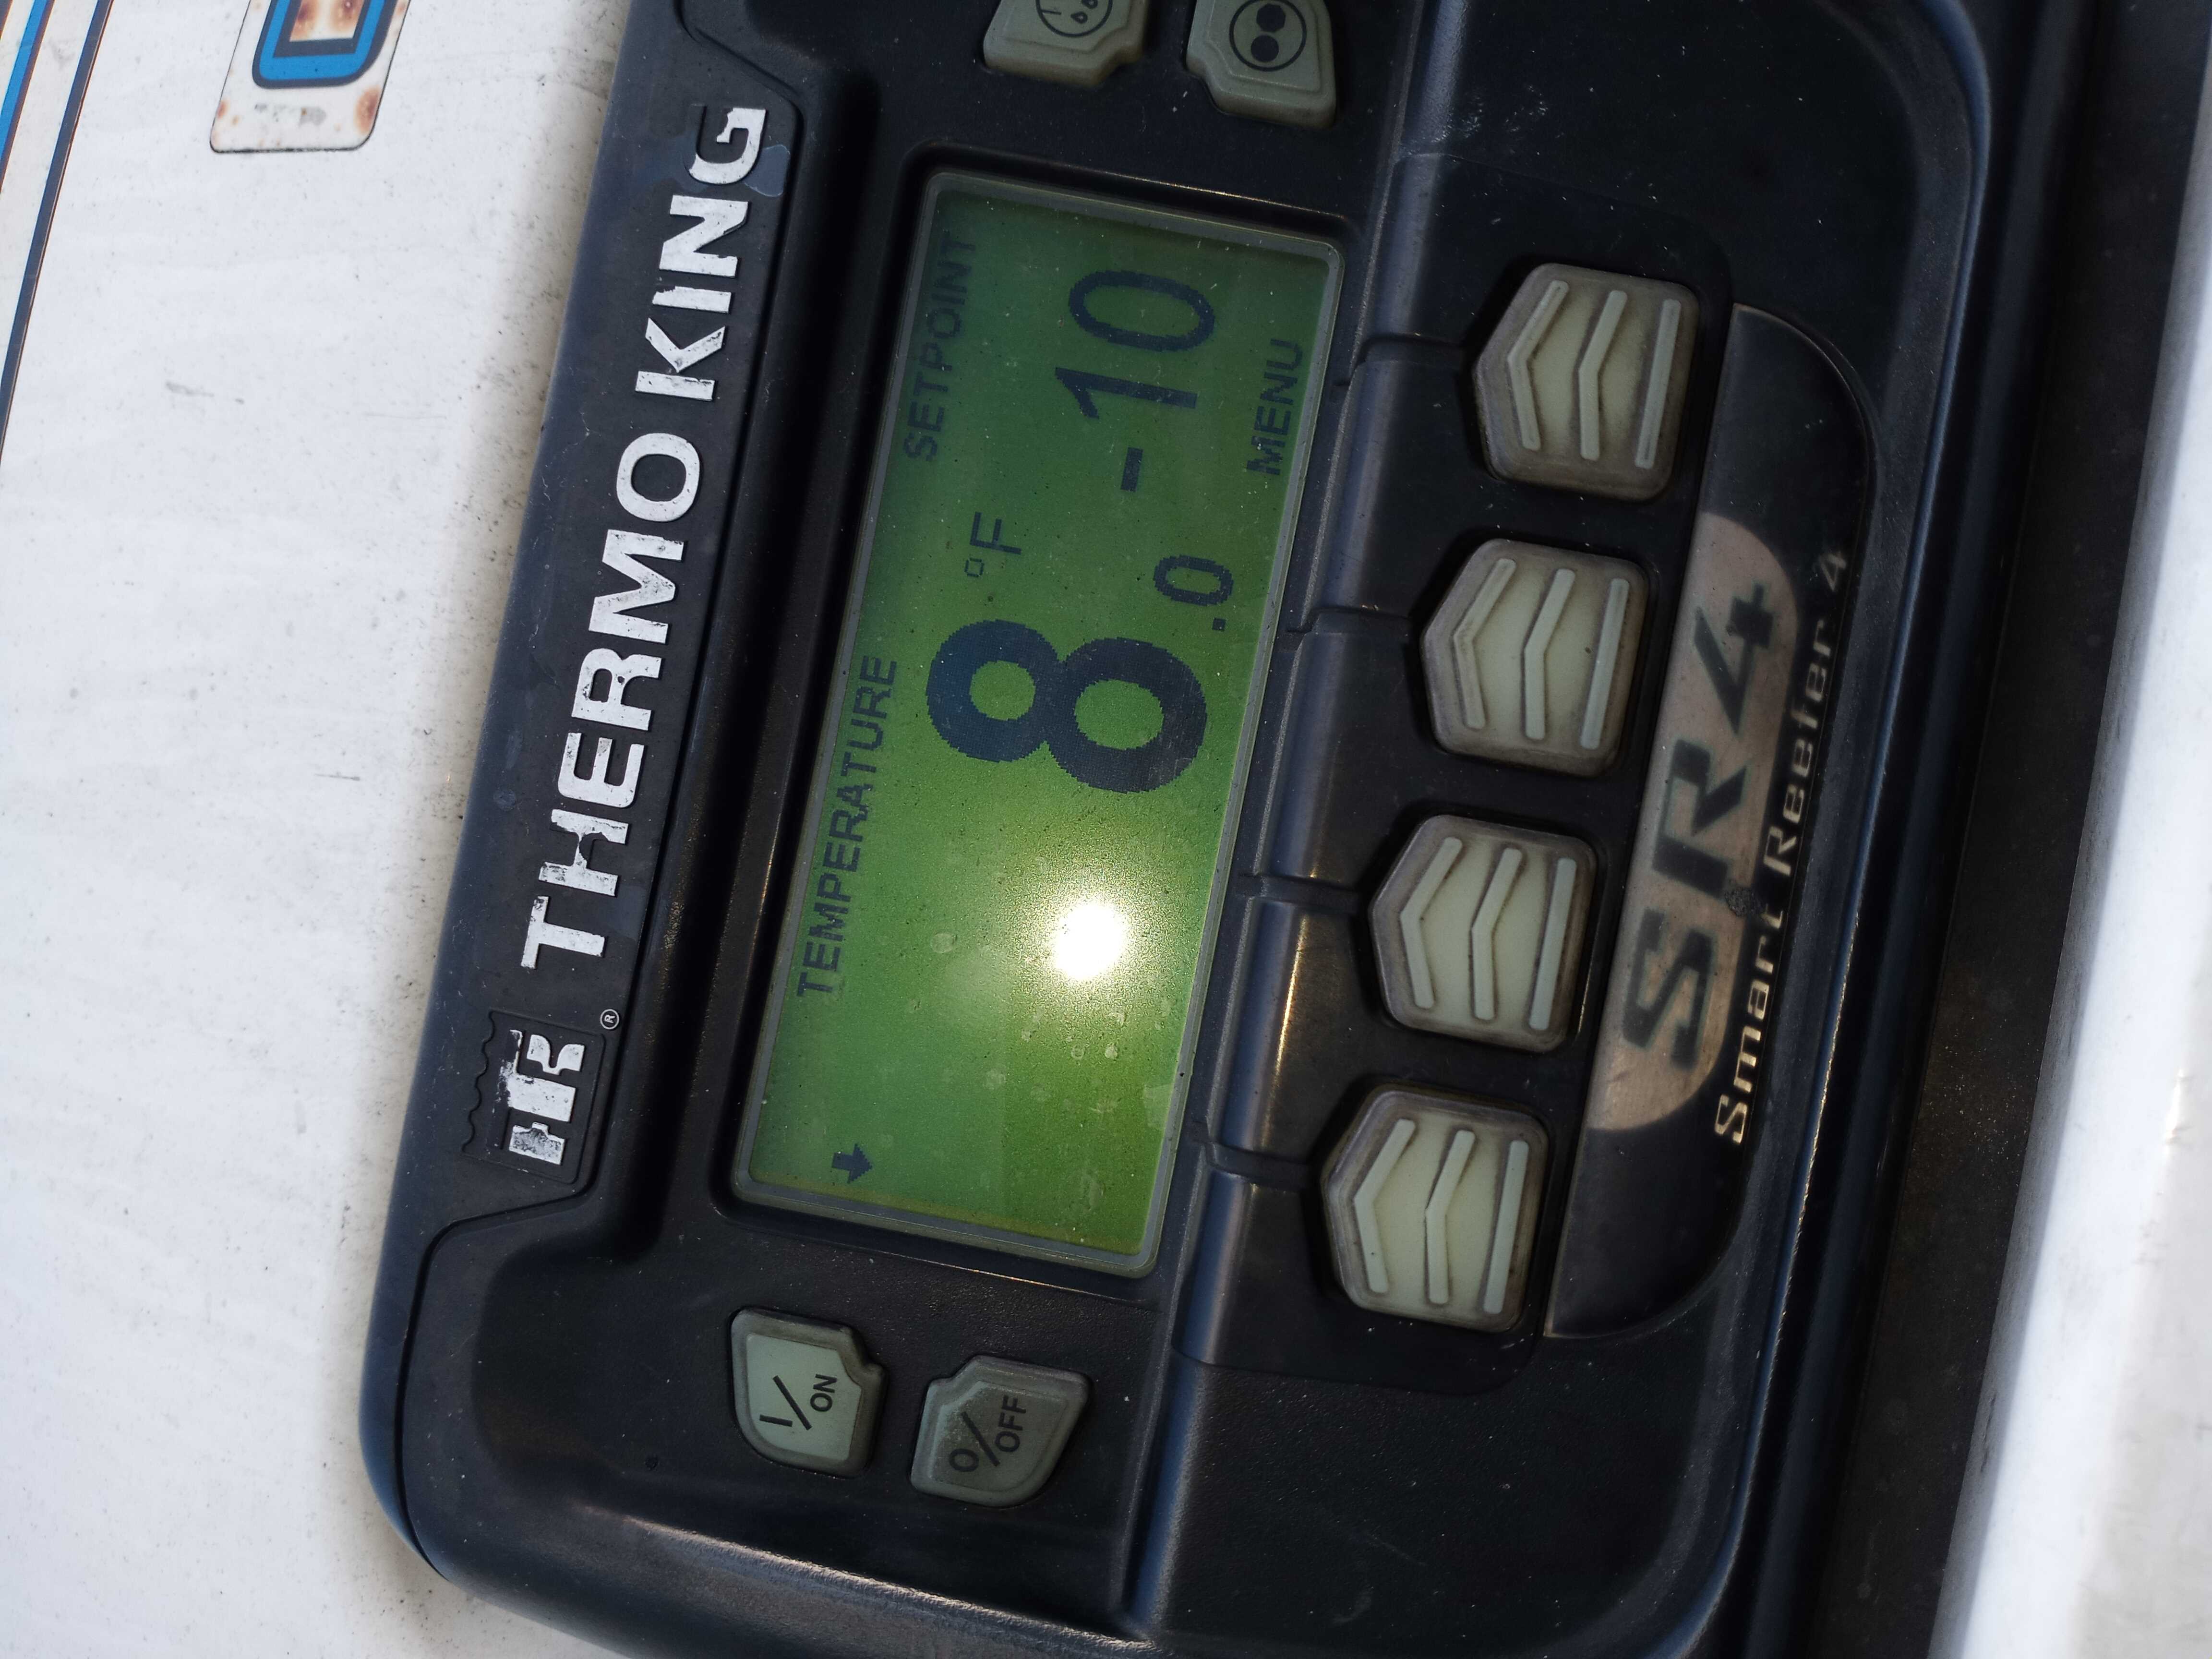 THERMO KING
I/ON
TEMPERATURE
SETPOINT
O/OFF
8.0 °F -10
MENU
SR4
Smart Reefer 4